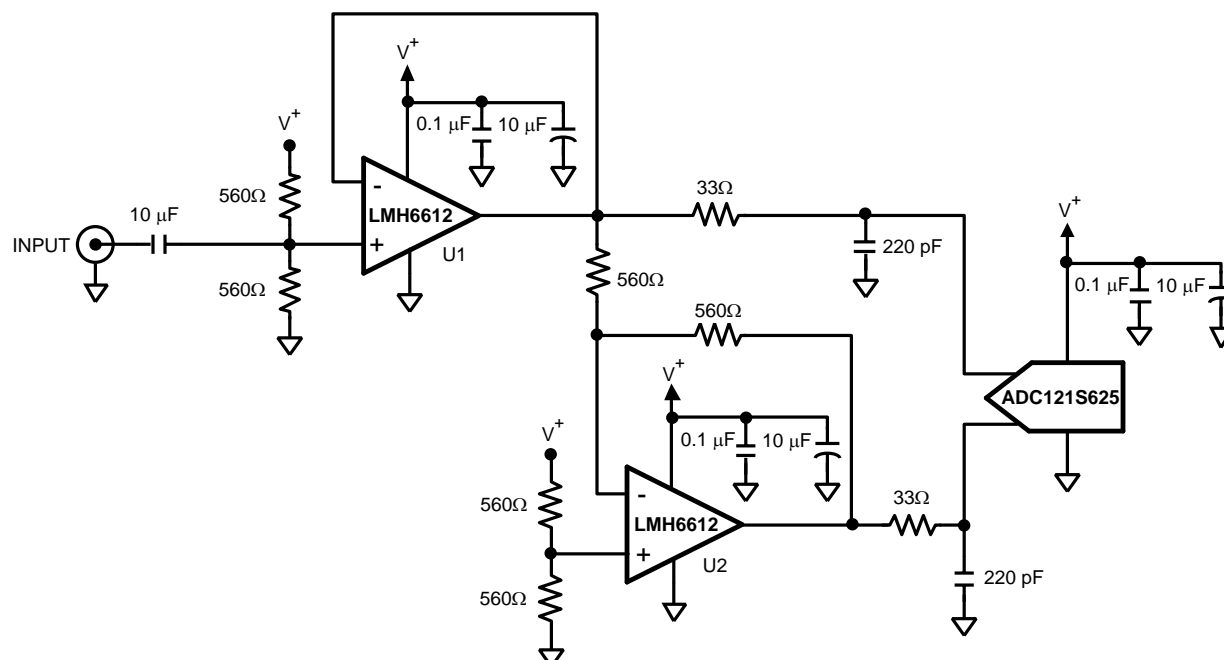 V+
V+
0.1 μF
10 μF
560Ω
-
LMH6612
+
U1
10 μF
INPUT
560Ω
33Ω
220 pF
V+
0.1 μF
10 μF
560Ω
560Ω
ADC121S625
V+
0.1 μF
10 μF
V+
560Ω
-
LMH6612
+
U2
33Ω
560Ω
220 pF